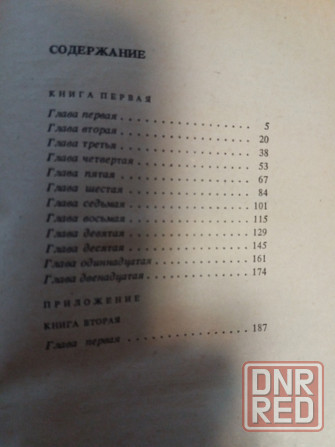 СОДЕРЖАНИЕ
КНИГА ПЕРВАЯ
Глава первая . . . . . . . . . . . . . 5
Глава вторая . . . . . . . . . . . . . 20
Глава третья . . . . . . . . . . . . . 38
Глава четвертая . . . . . . . . . . . 53
Глава пятая . . . . . . . . . . . . . 67
Глава шестая . . . . . . . . . . . . . 84
Глава седьмая . . . . . . . . . . . . 101
Глава восьмая . . . . . . . . . . . . 115
Глава девятая . . . . . . . . . . . . 129
Глава десятая . . . . . . . . . . . . 145
Глава одиннадцатая . . . . . . . . . 161
Глава двенадцатая . . . . . . . . . . 174
ПРИЛОЖЕНИЕ
КНИГА ВТОРАЯ
Глава первая . . . . . . . . . . . . . 187
DNR
RED